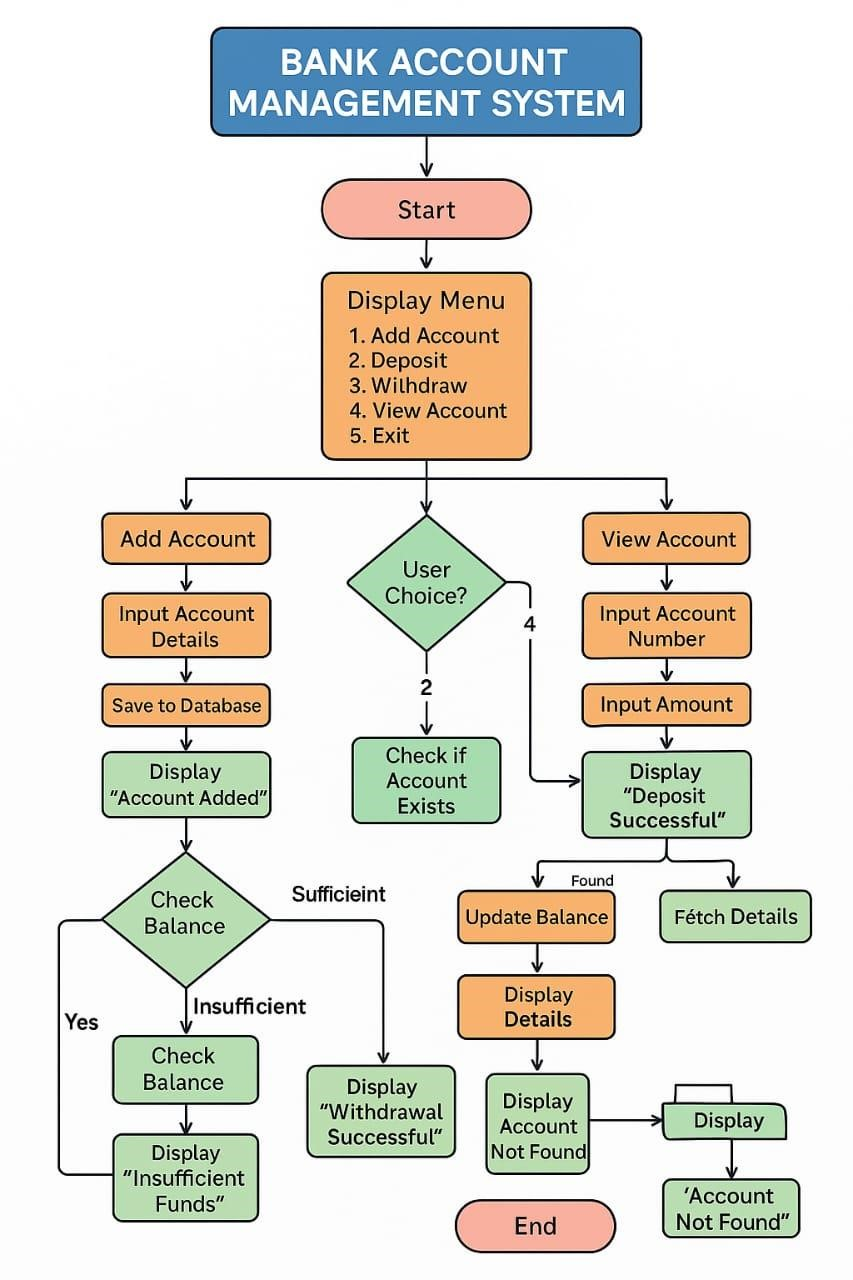 BANK ACCOUNT
MANAGEMENT SYSTEM
Start
Display Menu
1. Add Account
2. Deposit
3. Wilhdraw
4. View Account
5. Exit
Add Account
Input Account
Details
Save to Database
Display
"Account Added"
Check
Balance
Sufficieint
Insufficient
Yes
Check
Balance
Display
"Insufficient
Funds"
Display
"Withdrawal
Successful"
User
Choice?
4
2
Check if
Account
Exists
View Account
Input Account
Number
Input Amount
Display
"Deposit
Successful"
Found
Update Balance
Fétch Details
Display
Details
Display
Account
Not Found
Display
'Account
Not Found"
End